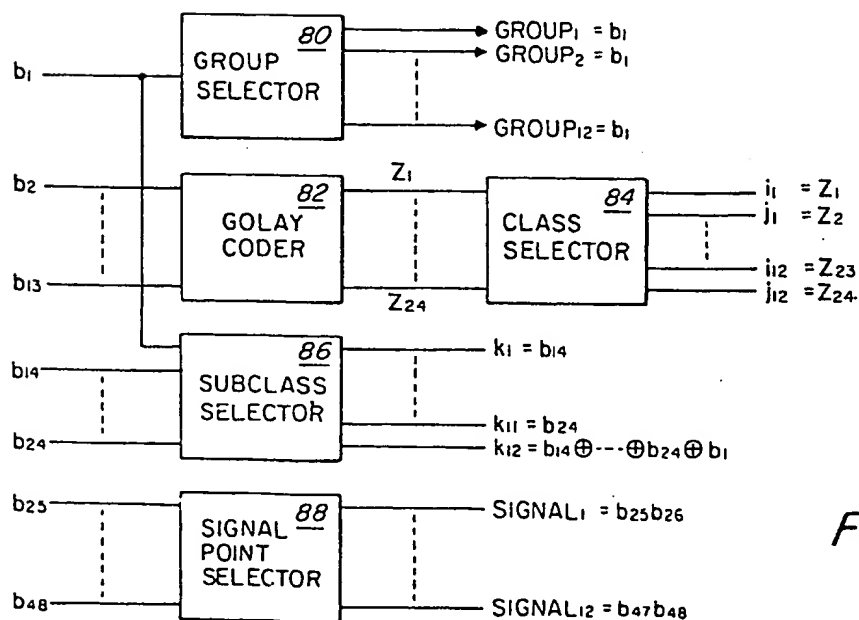 80
GROUP₁ = b₁
GROUP₂ = b₁
b₁
GROUP
SELECTOR
GROUP₁₂ = b₁
b₂
82
Z₁
84
i₁ = Z₁
j₁ = Z₂
GOLAY
CODER
CLASS
SELECTOR
b₁₃
Z₂₄
i₁₂ = Z₂₃
j₁₂ = Z₂₄.
86
k₁ = b₁₄
b₁₄
SUBCLASS
SELECTOR
k₁₁ = b₂₄
b₂₄
k₁₂ = b₁₄ ⊕ ---- ⊕ b₂₄ ⊕ b₁
b₂₅
88
SIGNAL₁ = b₂₅b₂₆
SIGNAL
POINT
SELECTOR
F
b₄₈
SIGNAL₁₂ = b₄₇b₄₈